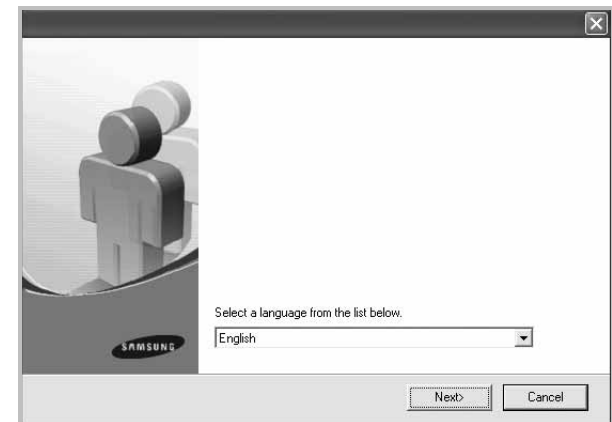 Select a language from the list below.
English
SAMSUNG
Next>
Cancel